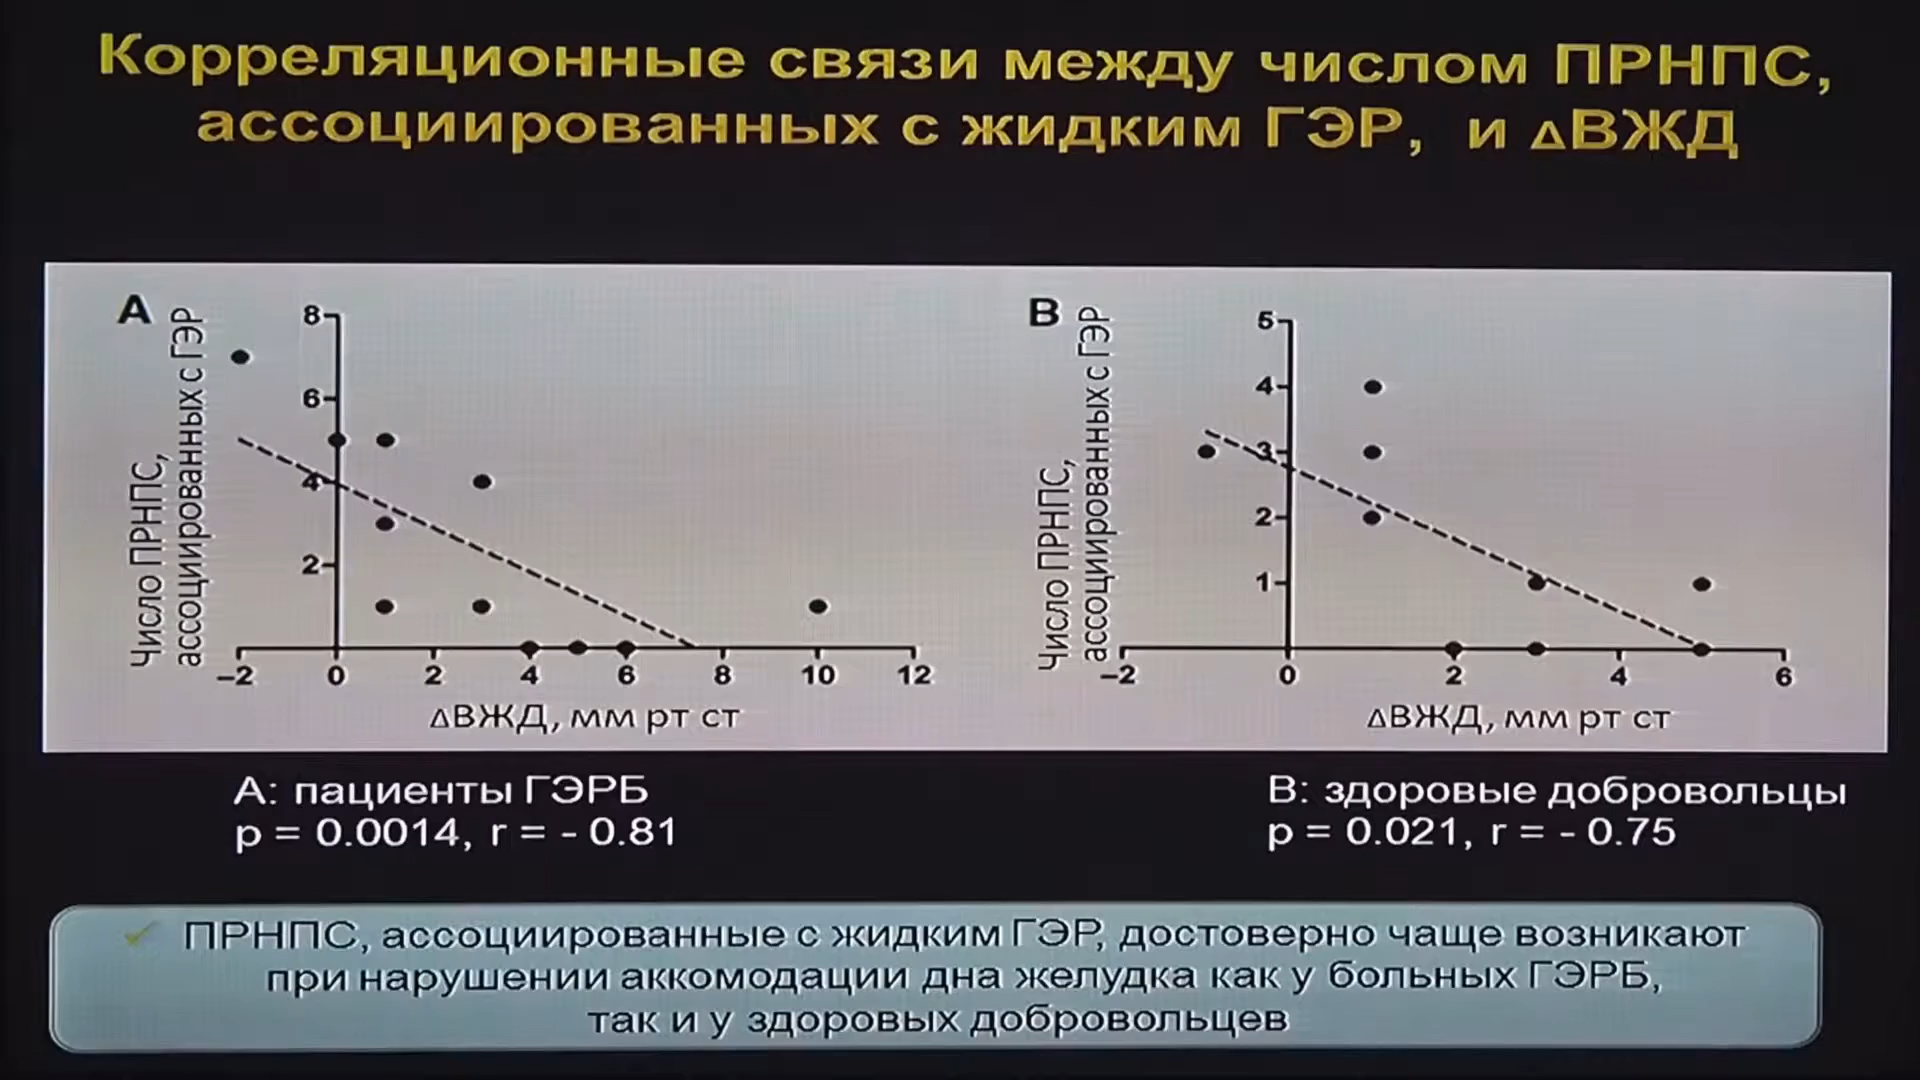 Корреляционные связи между числом ПРНПС,
ассоциированных с жидким ГЭР, и ΔВЖД
A
Число ПРНПС,
ассоциированных с ГЭР
8
6
4
2
–2 0 2 4 6 8 10 12
ΔВЖД, мм рт ст
B
Число ПРНПС,
ассоциированных с ГЭР
5
4
3
2
1
–2 0 2 4 6
ΔВЖД, мм рт ст
А: пациенты ГЭРБ
p = 0.0014, r = - 0.81
В: здоровые добровольцы
p = 0.021, r = - 0.75
✓ ПРНПС, ассоциированные с жидким ГЭР, достоверно чаще возникают
при нарушении аккомодации дна желудка как у больных ГЭРБ,
так и у здоровых добровольцев